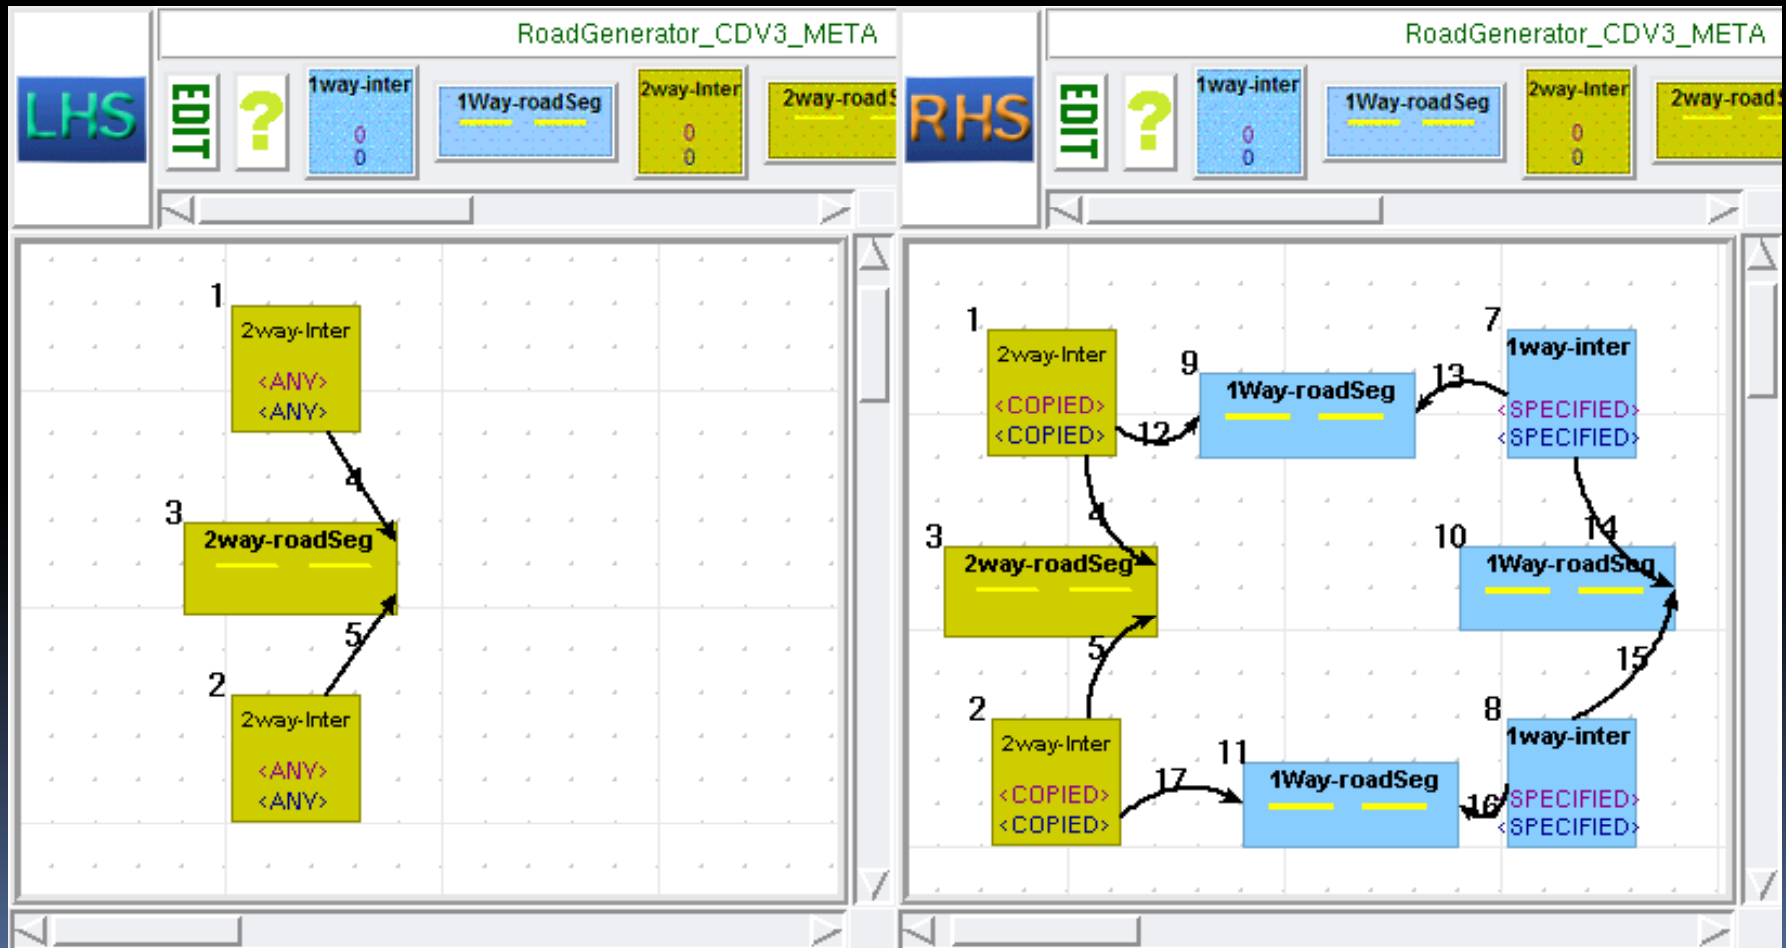 RoadGenerator_CDV3_META
LHS
EDIT
?
1way-inter
0
0
1Way-roadSeg
2way-Inter
0
0
2way-roadS
1
2way-Inter
<ANY>
<ANY>
4
3
2way-roadSeg
5
2
2way-Inter
<ANY>
<ANY>
RoadGenerator_CDV3_META
RHS
EDIT
?
1way-inter
0
0
1Way-roadSeg
2way-Inter
0
0
2way-roadS
1
2way-Inter
<COPIED>
<COPIED>
12
9
1Way-roadSeg
13
7
1way-inter
<SPECIFIED>
<SPECIFIED>
4
14
3
2way-roadSeg
10
1Way-roadSeg
5
15
2
2way-Inter
<COPIED>
<COPIED>
17
11
1Way-roadSeg
16
8
1way-inter
<SPECIFIED>
<SPECIFIED>